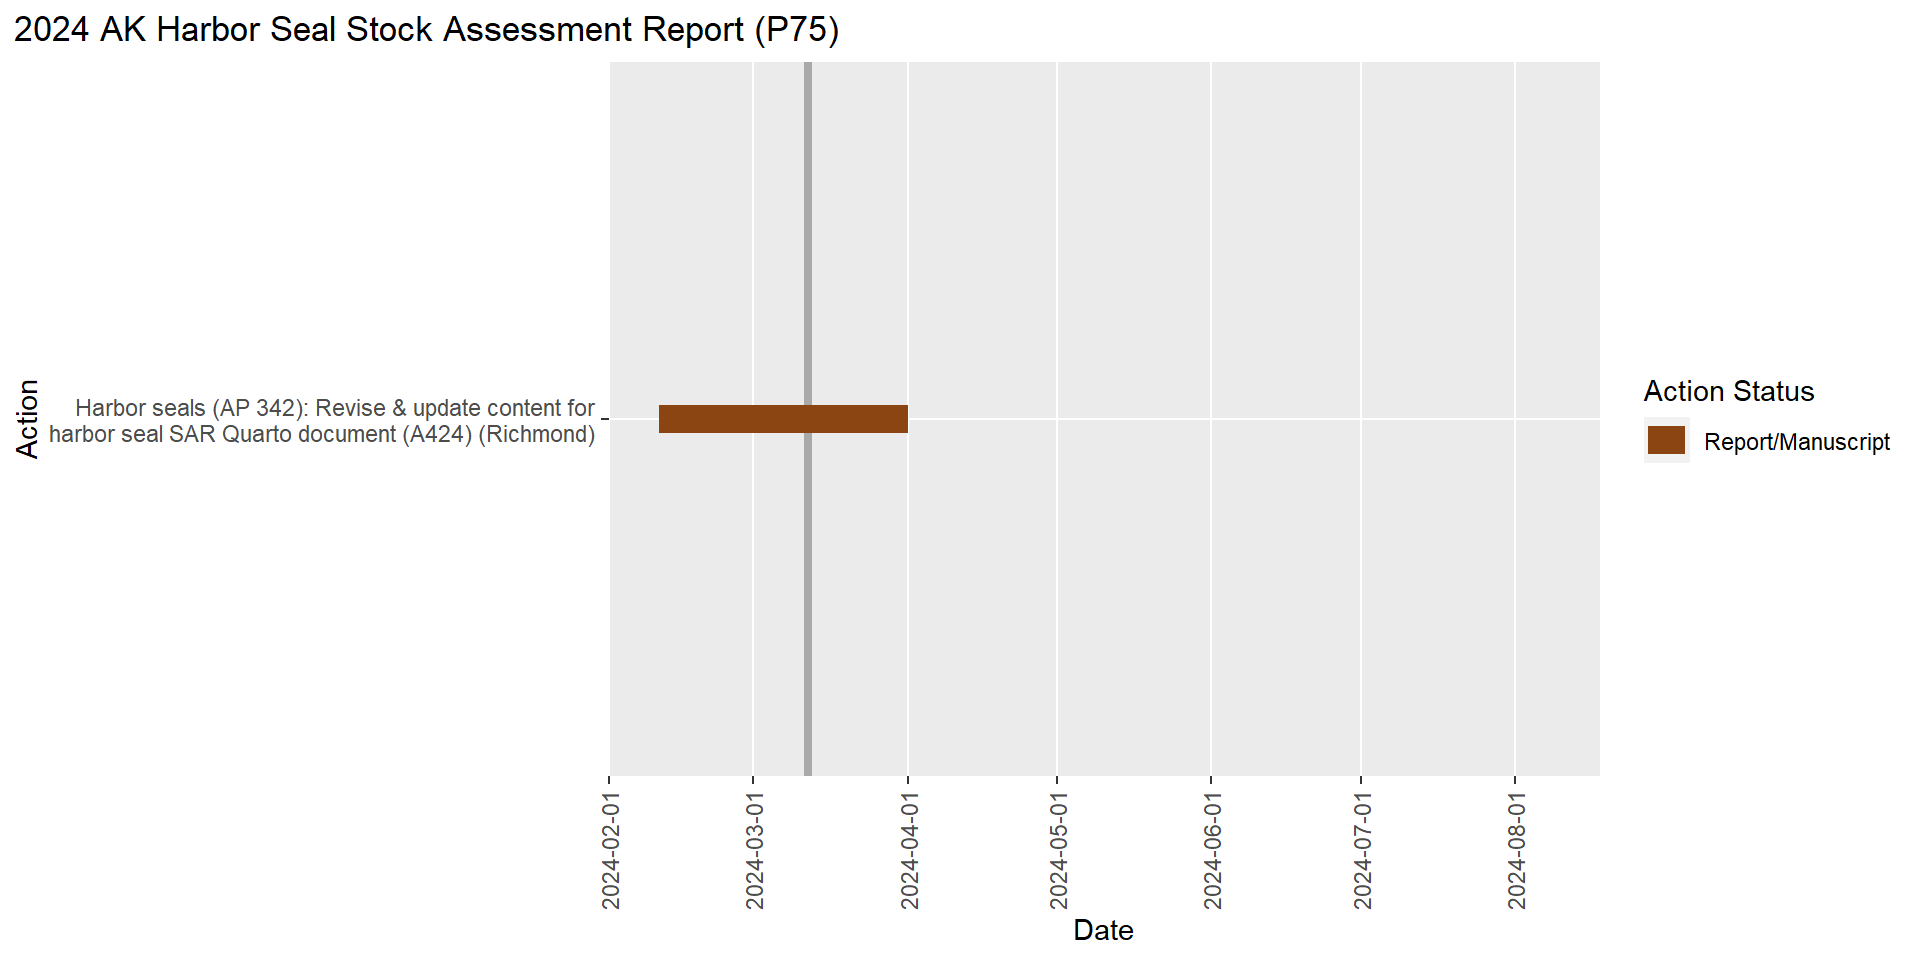 2024 AK Harbor Seal Stock Assessment Report (P75)
Action
Harbor seals (AP 342): Revise & update content for
harbor seal SAR Quarto document (A424) (Richmond)
Action Status
Report/Manuscript
2024-02-01
2024-03-01
2024-04-01
2024-05-01
2024-06-01
2024-07-01
2024-08-01
Date